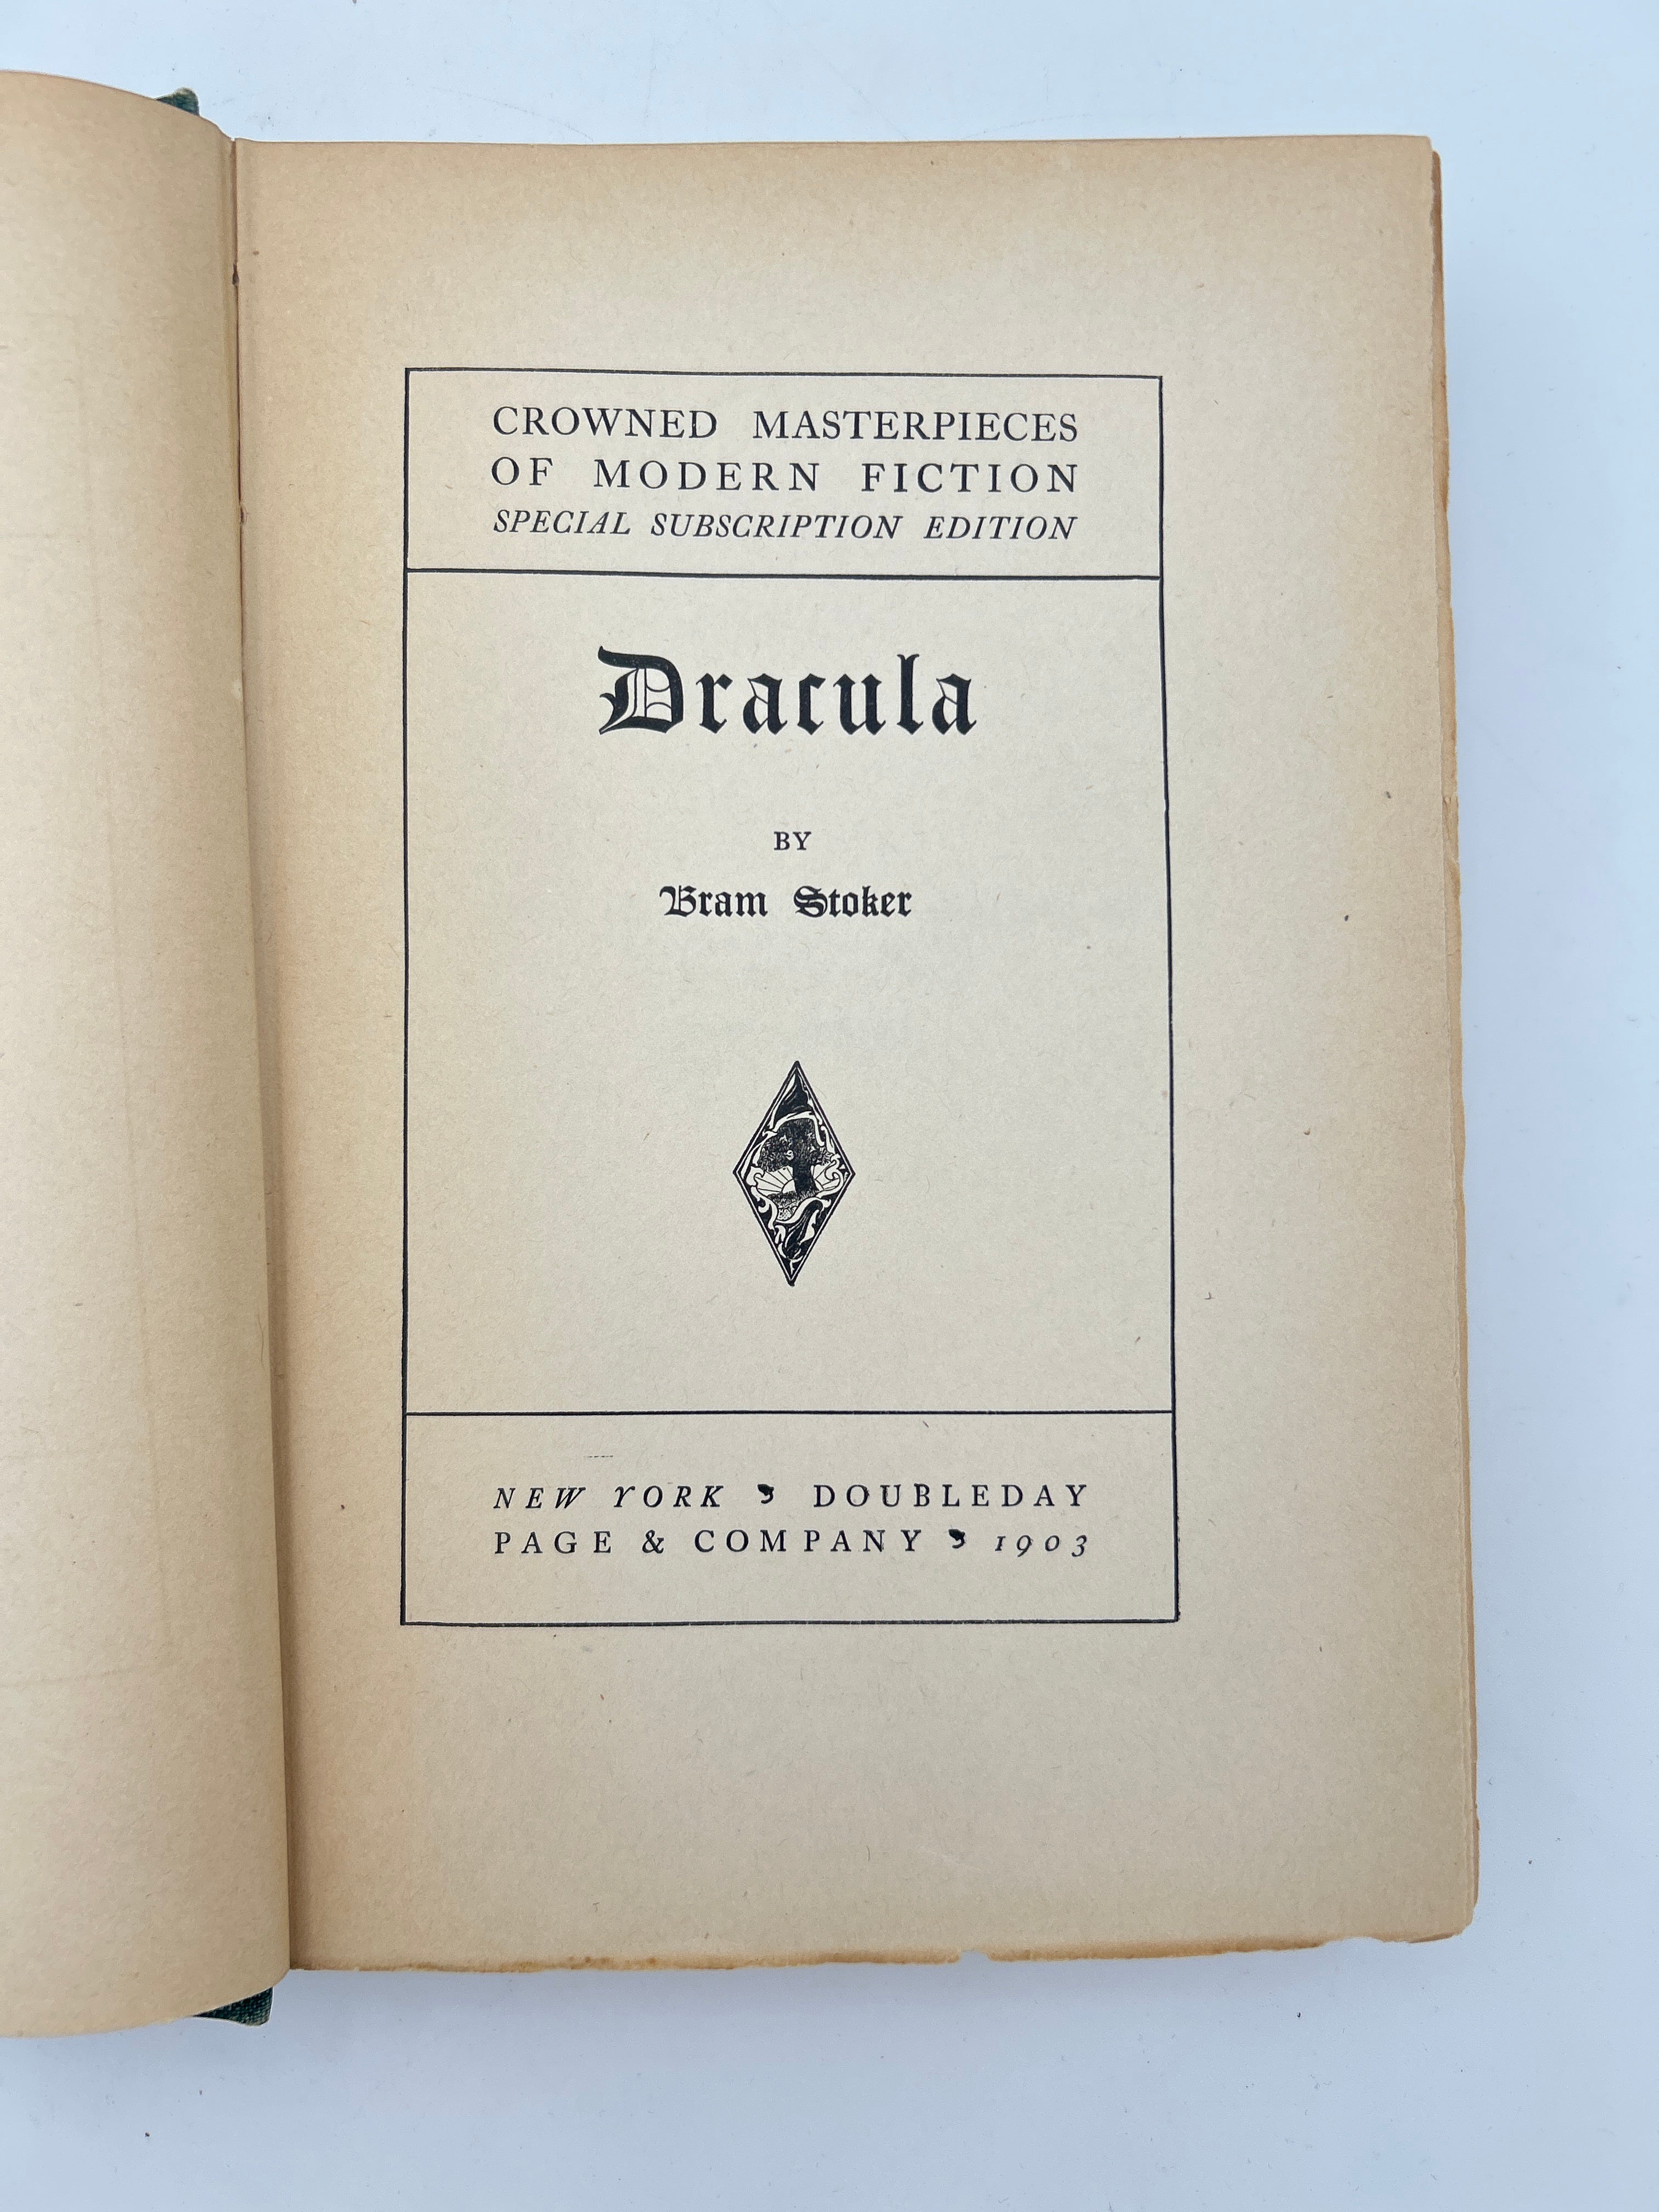 CROWNED MASTERPIECES
OF MODERN FICTION
SPECIAL SUBSCRIPTION EDITION
Dracula
BY
Bram Stoker
NEW YORK ❧ DOUBLEDAY
PAGE & COMPANY ❧ 1903